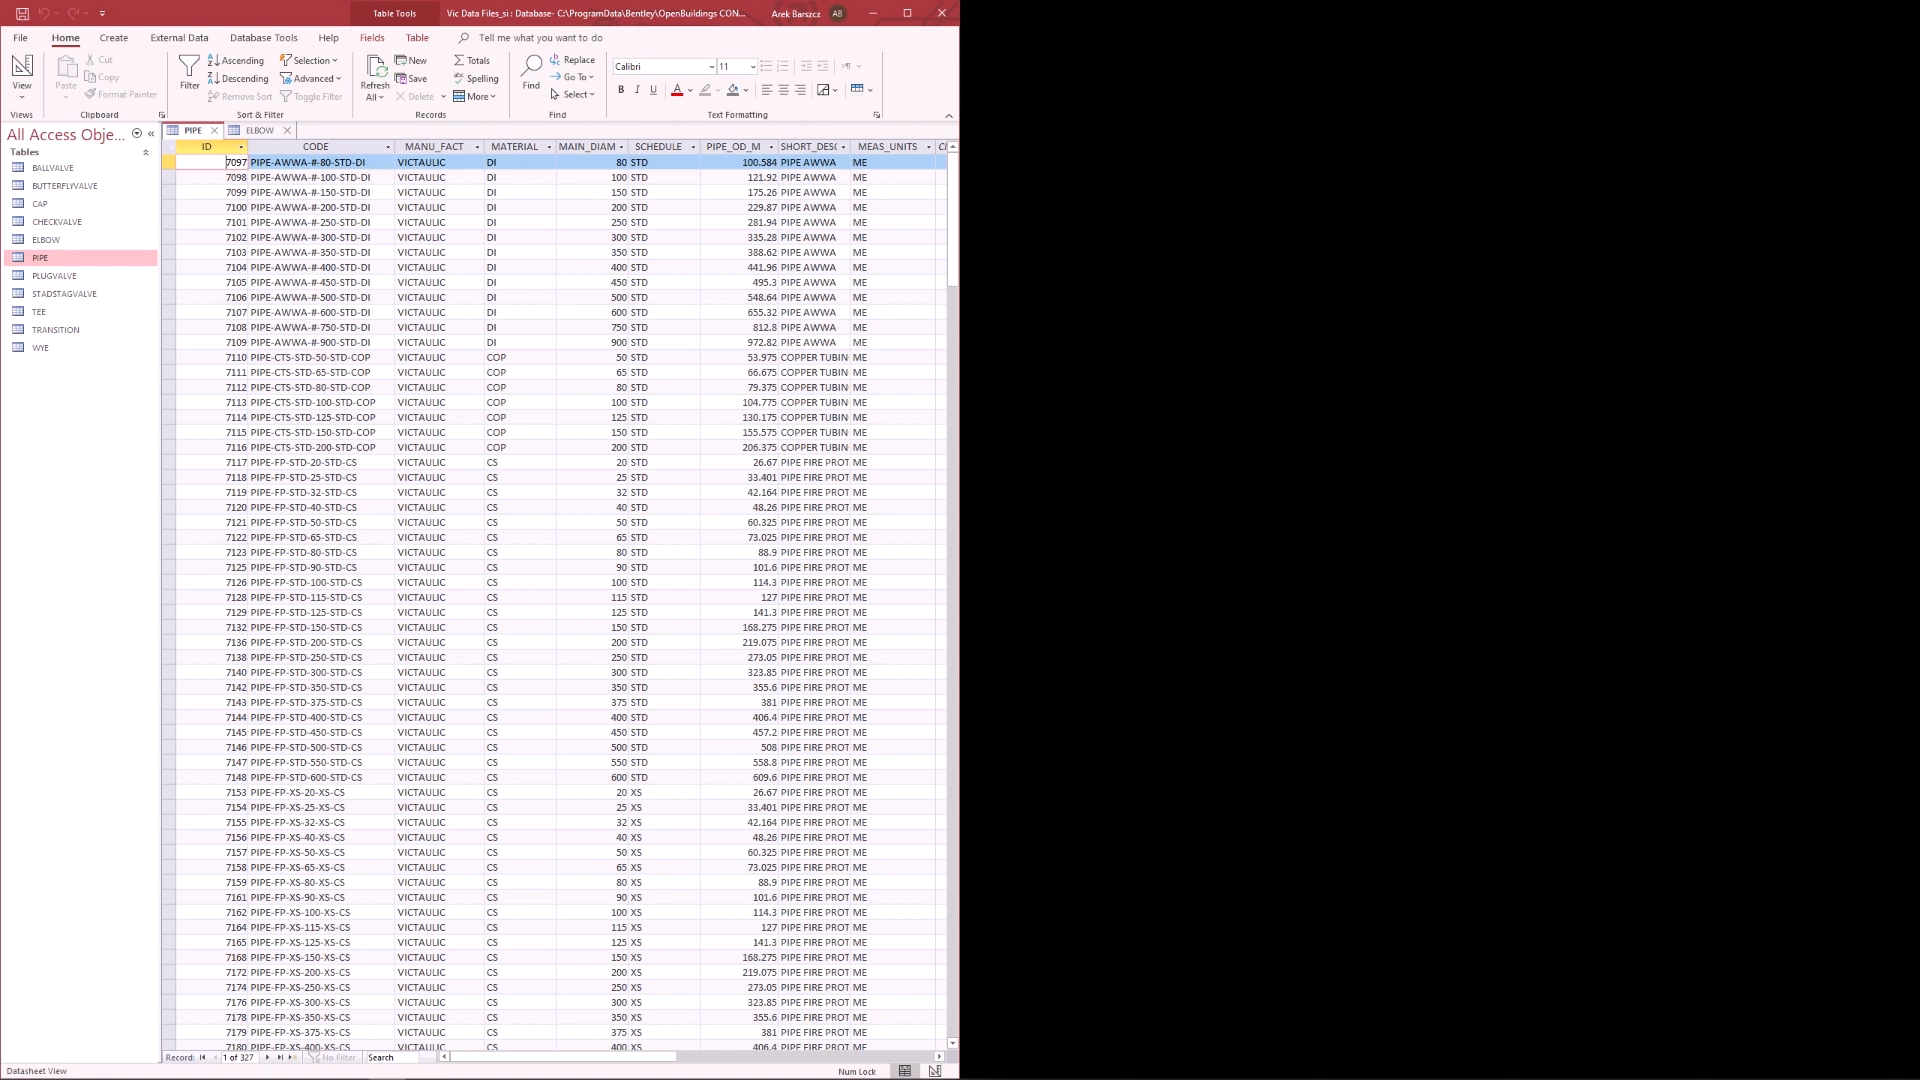 Table Tools Vic Data Files_si : Database- C:\ProgramData\Bentley\OpenBuildings CON... Arek Barszcz AB
File Home Create External Data Database Tools Help Fields Table Tell me what you want to do
View
Views
Paste
Cut
Copy
Format Painter
Clipboard
Filter
Ascending
Descending
Remove Sort
Selection
Advanced
Toggle Filter
Sort & Filter
Refresh
All
New
Save
Delete
Totals
Spelling
More
Records
Find
Replace
Go To
Select
Find
Calibri 11
B I U A
Text Formatting
All Access Obje...
Tables
BALLVALVE
BUTTERFLYVALVE
CAP
CHECKVALVE
ELBOW
PIPE
PLUGVALVE
STADSTAGVALVE
TEE
TRANSITION
WYE
PIPE ELBOW
ID CODE MANU_FACT MATERIAL MAIN_DIAM SCHEDULE PIPE_OD_M SHORT_DESC MEAS_UNITS
7097 PIPE-AWWA-#-80-STD-DI VICTAULIC DI 80 STD 100.584 PIPE AWWA ME
7098 PIPE-AWWA-#-100-STD-DI VICTAULIC DI 100 STD 121.92 PIPE AWWA ME
7099 PIPE-AWWA-#-150-STD-DI VICTAULIC DI 150 STD 175.26 PIPE AWWA ME
7100 PIPE-AWWA-#-200-STD-DI VICTAULIC DI 200 STD 229.87 PIPE AWWA ME
7101 PIPE-AWWA-#-250-STD-DI VICTAULIC DI 250 STD 281.94 PIPE AWWA ME
7102 PIPE-AWWA-#-300-STD-DI VICTAULIC DI 300 STD 335.28 PIPE AWWA ME
7103 PIPE-AWWA-#-350-STD-DI VICTAULIC DI 350 STD 388.62 PIPE AWWA ME
7104 PIPE-AWWA-#-400-STD-DI VICTAULIC DI 400 STD 441.96 PIPE AWWA ME
7105 PIPE-AWWA-#-450-STD-DI VICTAULIC DI 450 STD 495.3 PIPE AWWA ME
7106 PIPE-AWWA-#-500-STD-DI VICTAULIC DI 500 STD 548.64 PIPE AWWA ME
7107 PIPE-AWWA-#-600-STD-DI VICTAULIC DI 600 STD 655.32 PIPE AWWA ME
7108 PIPE-AWWA-#-750-STD-DI VICTAULIC DI 750 STD 812.8 PIPE AWWA ME
7109 PIPE-AWWA-#-900-STD-DI VICTAULIC DI 900 STD 972.82 PIPE AWWA ME
7110 PIPE-CTS-STD-50-STD-COP VICTAULIC COP 50 STD 53.975 COPPER TUBIN ME
7111 PIPE-CTS-STD-65-STD-COP VICTAULIC COP 65 STD 66.675 COPPER TUBIN ME
7112 PIPE-CTS-STD-80-STD-COP VICTAULIC COP 80 STD 79.375 COPPER TUBIN ME
7113 PIPE-CTS-STD-100-STD-COP VICTAULIC COP 100 STD 104.775 COPPER TUBIN ME
7114 PIPE-CTS-STD-125-STD-COP VICTAULIC COP 125 STD 130.175 COPPER TUBIN ME
7115 PIPE-CTS-STD-150-STD-COP VICTAULIC COP 150 STD 155.575 COPPER TUBIN ME
7116 PIPE-CTS-STD-200-STD-COP VICTAULIC COP 200 STD 206.375 COPPER TUBIN ME
7117 PIPE-FP-STD-20-STD-CS VICTAULIC CS 20 STD 26.67 PIPE FIRE PROT ME
7118 PIPE-FP-STD-25-STD-CS VICTAULIC CS 25 STD 33.401 PIPE FIRE PROT ME
7119 PIPE-FP-STD-32-STD-CS VICTAULIC CS 32 STD 42.164 PIPE FIRE PROT ME
7120 PIPE-FP-STD-40-STD-CS VICTAULIC CS 40 STD 48.26 PIPE FIRE PROT ME
7121 PIPE-FP-STD-50-STD-CS VICTAULIC CS 50 STD 60.325 PIPE FIRE PROT ME
7122 PIPE-FP-STD-65-STD-CS VICTAULIC CS 65 STD 73.025 PIPE FIRE PROT ME
7123 PIPE-FP-STD-80-STD-CS VICTAULIC CS 80 STD 88.9 PIPE FIRE PROT ME
7125 PIPE-FP-STD-90-STD-CS VICTAULIC CS 90 STD 101.6 PIPE FIRE PROT ME
7126 PIPE-FP-STD-100-STD-CS VICTAULIC CS 100 STD 114.3 PIPE FIRE PROT ME
7128 PIPE-FP-STD-115-STD-CS VICTAULIC CS 115 STD 127 PIPE FIRE PROT ME
7129 PIPE-FP-STD-125-STD-CS VICTAULIC CS 125 STD 141.3 PIPE FIRE PROT ME
7132 PIPE-FP-STD-150-STD-CS VICTAULIC CS 150 STD 168.275 PIPE FIRE PROT ME
7136 PIPE-FP-STD-200-STD-CS VICTAULIC CS 200 STD 219.075 PIPE FIRE PROT ME
7138 PIPE-FP-STD-250-STD-CS VICTAULIC CS 250 STD 273.05 PIPE FIRE PROT ME
7140 PIPE-FP-STD-300-STD-CS VICTAULIC CS 300 STD 323.85 PIPE FIRE PROT ME
7142 PIPE-FP-STD-350-STD-CS VICTAULIC CS 350 STD 355.6 PIPE FIRE PROT ME
7143 PIPE-FP-STD-375-STD-CS VICTAULIC CS 375 STD 381 PIPE FIRE PROT ME
7144 PIPE-FP-STD-400-STD-CS VICTAULIC CS 400 STD 406.4 PIPE FIRE PROT ME
7145 PIPE-FP-STD-450-STD-CS VICTAULIC CS 450 STD 457.2 PIPE FIRE PROT ME
7146 PIPE-FP-STD-500-STD-CS VICTAULIC CS 500 STD 508 PIPE FIRE PROT ME
7147 PIPE-FP-STD-550-STD-CS VICTAULIC CS 550 STD 558.8 PIPE FIRE PROT ME
7148 PIPE-FP-STD-600-STD-CS VICTAULIC CS 600 STD 609.6 PIPE FIRE PROT ME
7153 PIPE-FP-XS-20-XS-CS VICTAULIC CS 20 XS 26.67 PIPE FIRE PROT ME
7154 PIPE-FP-XS-25-XS-CS VICTAULIC CS 25 XS 33.401 PIPE FIRE PROT ME
7155 PIPE-FP-XS-32-XS-CS VICTAULIC CS 32 XS 42.164 PIPE FIRE PROT ME
7156 PIPE-FP-XS-40-XS-CS VICTAULIC CS 40 XS 48.26 PIPE FIRE PROT ME
7157 PIPE-FP-XS-50-XS-CS VICTAULIC CS 50 XS 60.325 PIPE FIRE PROT ME
7158 PIPE-FP-XS-65-XS-CS VICTAULIC CS 65 XS 73.025 PIPE FIRE PROT ME
7159 PIPE-FP-XS-80-XS-CS VICTAULIC CS 80 XS 88.9 PIPE FIRE PROT ME
7161 PIPE-FP-XS-90-XS-CS VICTAULIC CS 90 XS 101.6 PIPE FIRE PROT ME
7162 PIPE-FP-XS-100-XS-CS VICTAULIC CS 100 XS 114.3 PIPE FIRE PROT ME
7164 PIPE-FP-XS-115-XS-CS VICTAULIC CS 115 XS 127 PIPE FIRE PROT ME
7165 PIPE-FP-XS-125-XS-CS VICTAULIC CS 125 XS 141.3 PIPE FIRE PROT ME
7168 PIPE-FP-XS-150-XS-CS VICTAULIC CS 150 XS 168.275 PIPE FIRE PROT ME
7172 PIPE-FP-XS-200-XS-CS VICTAULIC CS 200 XS 219.075 PIPE FIRE PROT ME
7174 PIPE-FP-XS-250-XS-CS VICTAULIC CS 250 XS 273.05 PIPE FIRE PROT ME
7176 PIPE-FP-XS-300-XS-CS VICTAULIC CS 300 XS 323.85 PIPE FIRE PROT ME
7178 PIPE-FP-XS-350-XS-CS VICTAULIC CS 350 XS 355.6 PIPE FIRE PROT ME
7179 PIPE-FP-XS-375-XS-CS VICTAULIC CS 375 XS 381 PIPE FIRE PROT ME
7180 PIPE-FP-XS-400-XS-CS VICTAULIC CS 400 XS 406.4 PIPE FIRE PROT ME
Record: 1 of 327 No Filter Search
Datasheet View Num Lock